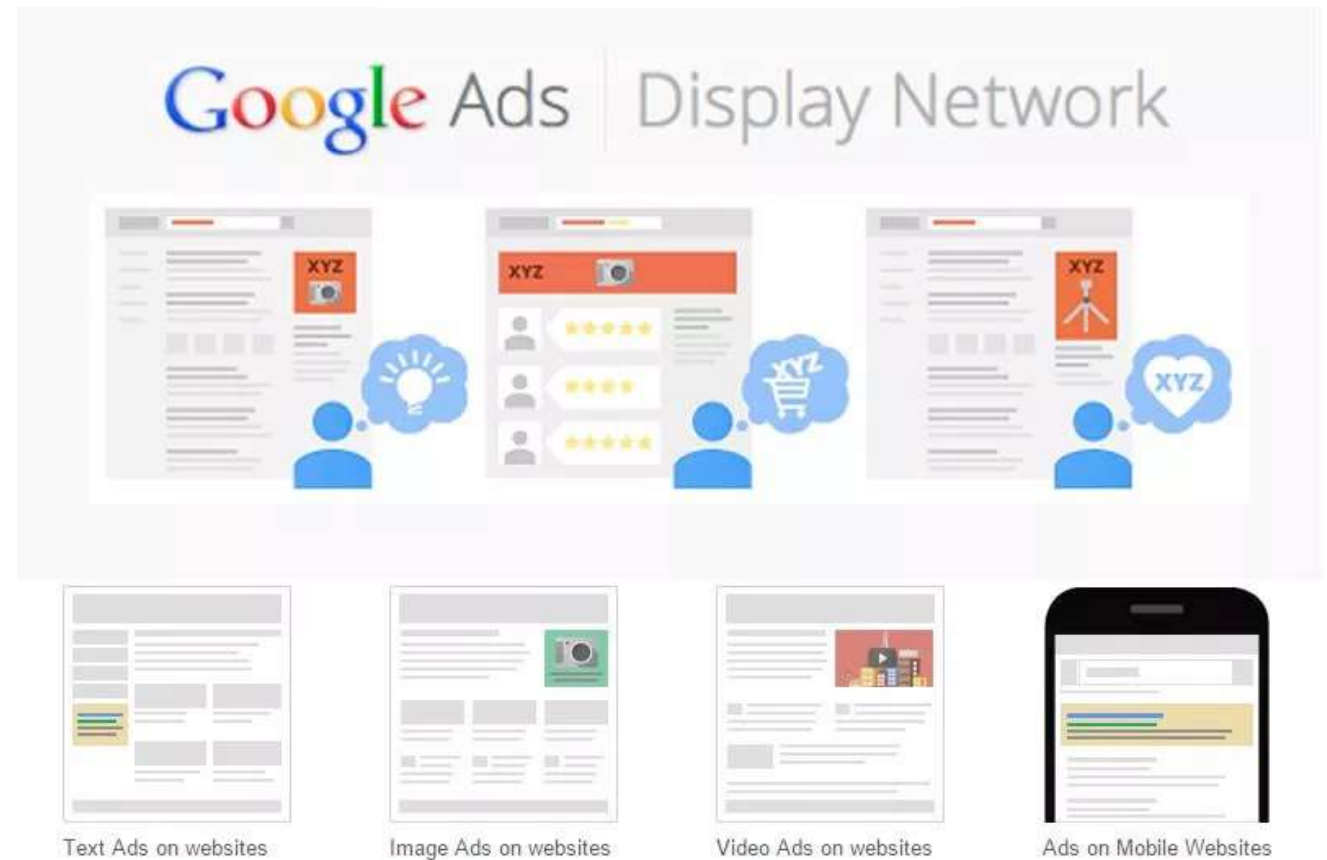 Google Ads Display Network
XYZ
XYZ
XYZ
XYZ
XYZ
Text Ads on websites
Image Ads on websites
Video Ads on websites
Ads on Mobile Websites